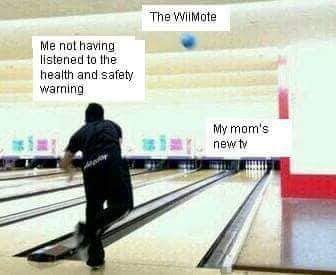 The WiiMote
Me not having
listened to the
health and safety
warning
My mom's
new tv